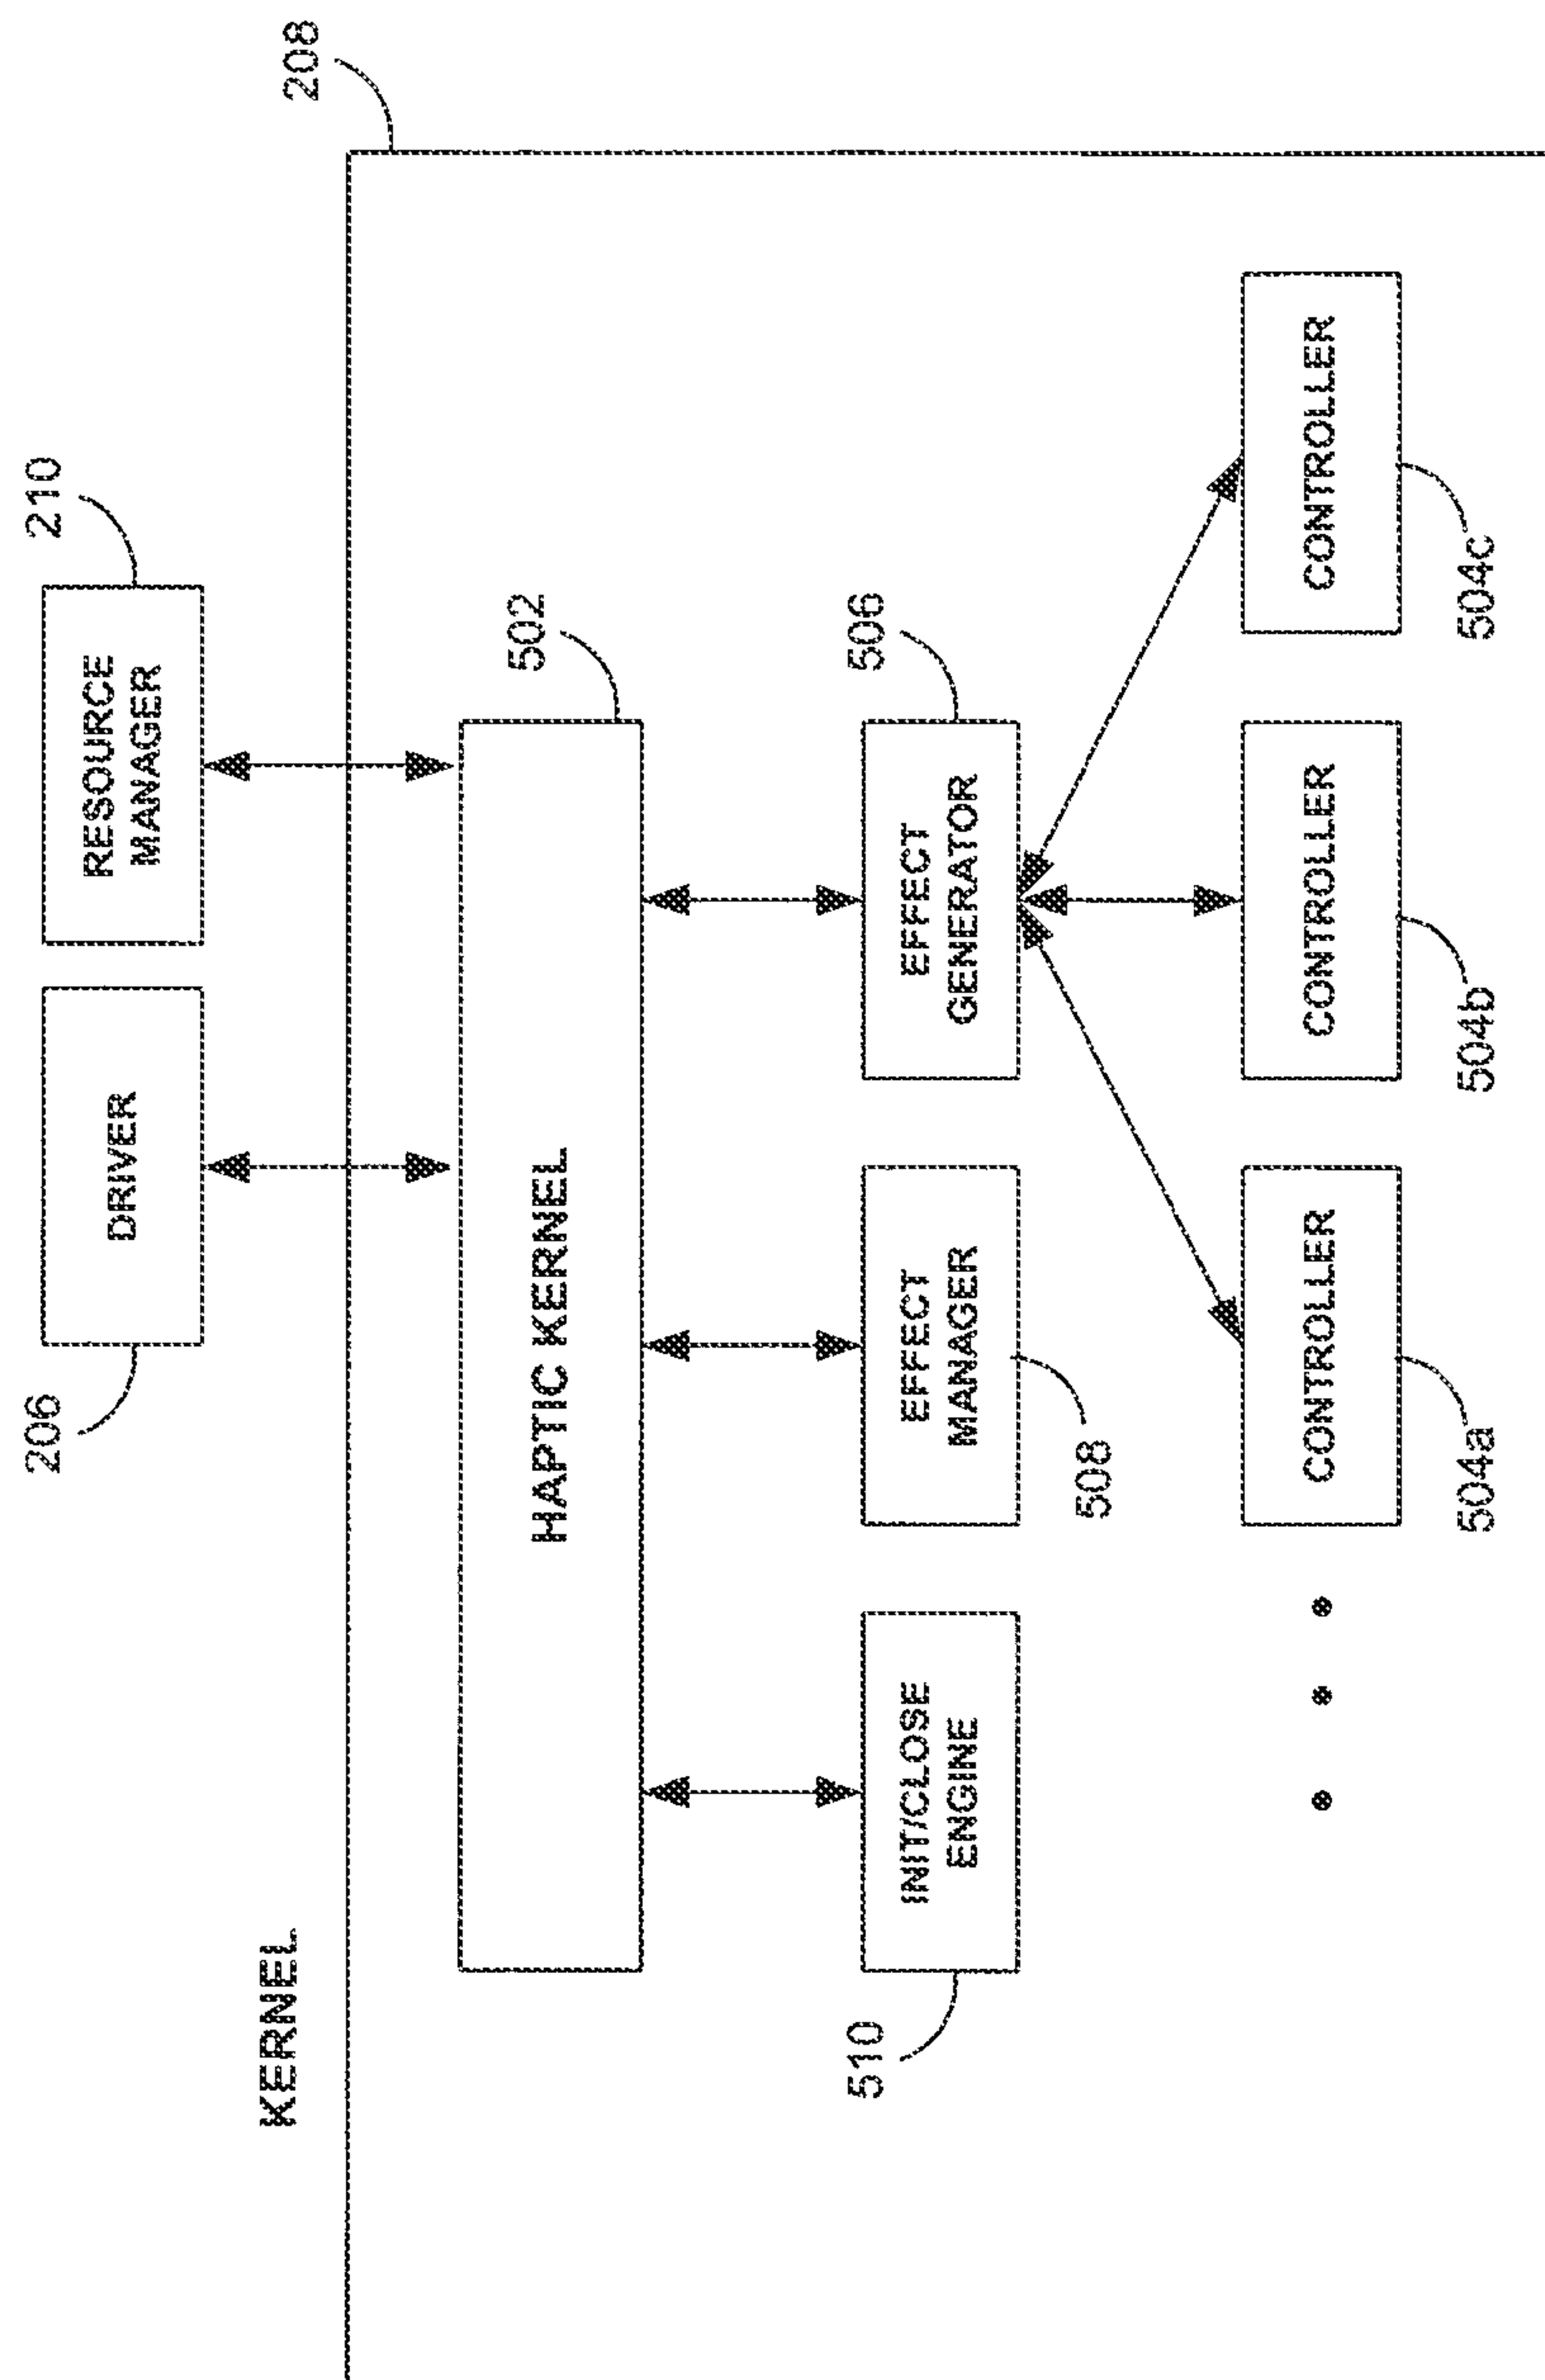 206
DRIVER
RESOURCE
MANAGER
210
KERNEL
208
HAPTIC KERNEL
502
510
INIT/CLOSE
ENGINE
EFFECT
MANAGER
508
EFFECT
GENERATOR
506
CONTROLLER
504a
CONTROLLER
504b
CONTROLLER
504c